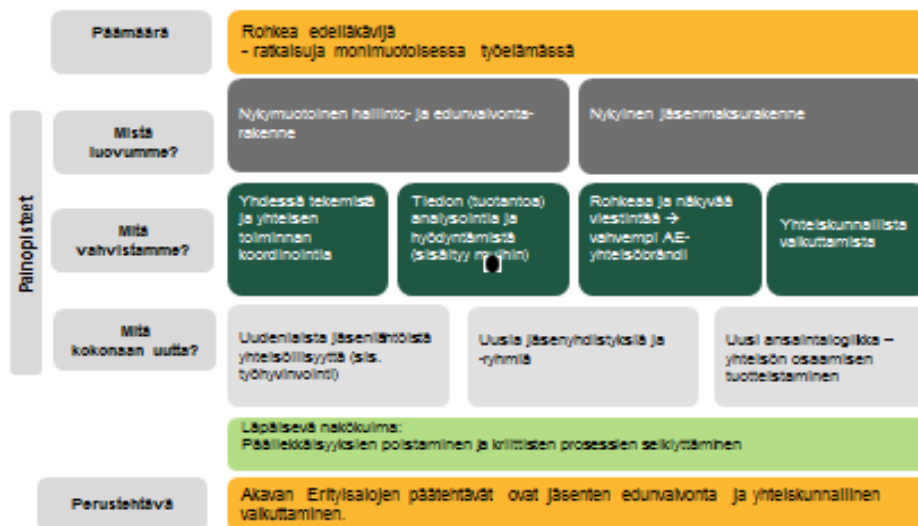 Päämäärä
Rohkea edelläkävijä
- ratkaisuja monimuotoisessa työelämässä
Painopisteet
Mistä
luovumme?
Nykymuotoinen hallinto- ja edunvalvonta-
rakenne
Nykyinen jäsenmaksurakenne
Mitä
vahvistamme?
Yhdessä tekemistä
ja yhteisen
toiminnan
koordinointia
Tiedon (tuotantoa)
analysointia ja
hyödyntämistä
(sisältyy muihin)
Rohkeaa ja näkyvää
viestintää →
vahvempi AE-
yhteisöbrändi
Yhteiskunnallista
vaikuttamista
Mitä
kokonaan uutta?
Uudenlaista jäsenlähtöistä
yhteisöllisyyttä (sis.
työhyvinvointi)
Uusia jäsenyhdistyksiä ja
-ryhmiä
Uusi ansaintalogiikka –
yhteisön osaamisen
tuotteistaminen
Läpäisevä näkökulma:
Päällekkäisyyksien poistaminen ja kriittisten prosessien selkiyttäminen
Perustehtävä
Akavan Erityisalojen päätehtävät ovat jäsenten edunvalvonta ja yhteiskunnallinen
vaikuttaminen.